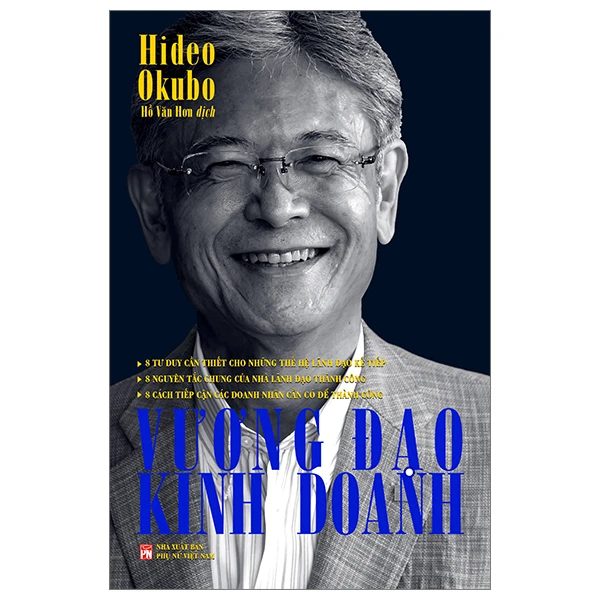 Hideo
Okubo
Hồ Văn Hơn dịch
8 TƯ DUY CẦN THIẾT CHO NHỮNG THẾ HỆ LÃNH ĐẠO KẾ TIẾP
8 NGUYÊN TẮC CHUNG CỦA NHÀ LÃNH ĐẠO THÀNH CÔNG
8 CÁCH TIẾP CẬN CÁC DOANH NHÂN CẦN CÓ ĐỂ THÀNH CÔNG
VƯƠNG ĐẠO
KINH DOANH
PN
NHÀ XUẤT BẢN
PHỤ NỮ VIỆT NAM